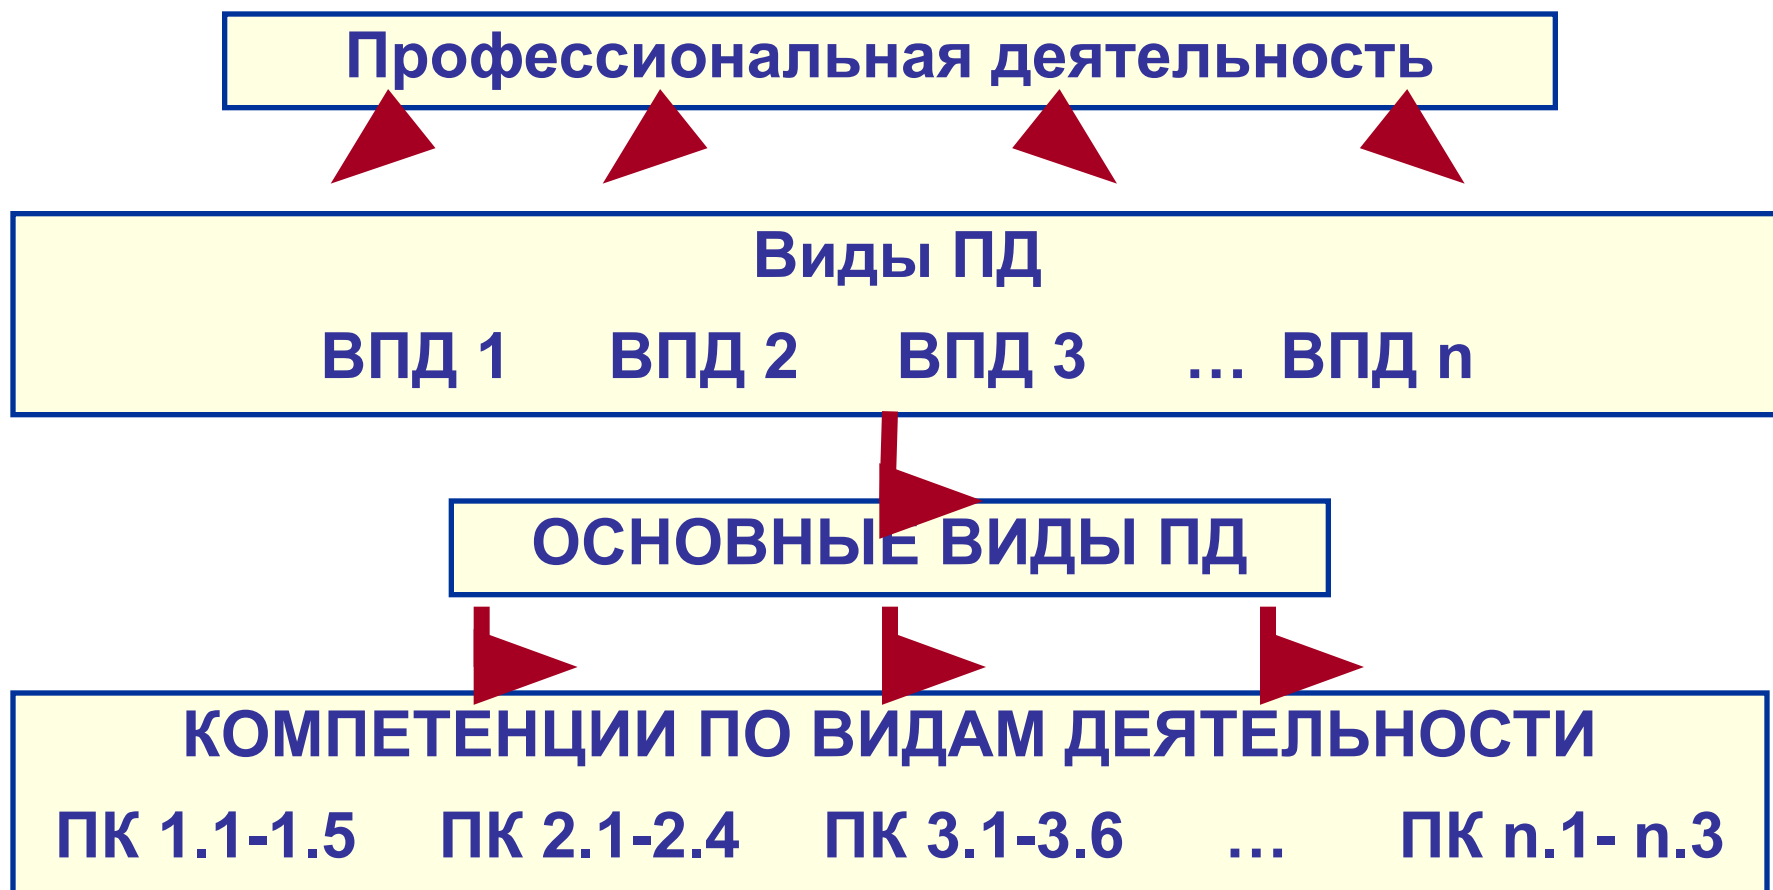 Профессиональная деятельность
Виды ПД
ВПД 1 ВПД 2 ВПД 3 … ВПД n
ОСНОВНЫЕ ВИДЫ ПД
КОМПЕТЕНЦИИ ПО ВИДАМ ДЕЯТЕЛЬНОСТИ
ПК 1.1-1.5 ПК 2.1-2.4 ПК 3.1-3.6 … ПК n.1- n.3